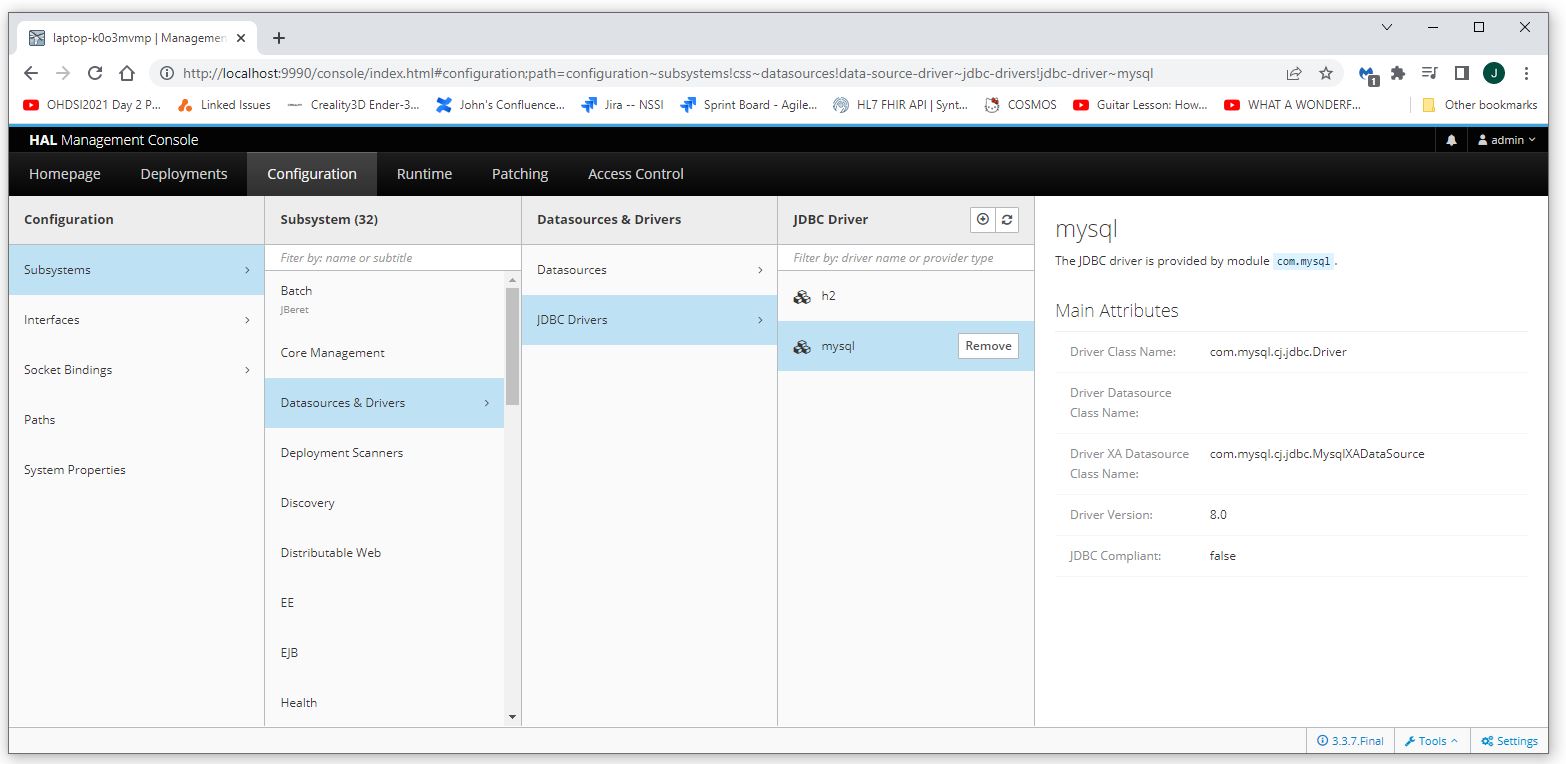 laptop-k0o3mvmp | Managemen
http://localhost:9990/console/index.html#configuration;path=configuration~subsystems!css~datasources!data-source-driver~jdbc-drivers!jdbc-driver~mysql
1
J
OHDSI2021 Day 2 P...
Linked Issues
Creality3D Ender-3...
John's Confluence...
Jira -- NSSI
Sprint Board - Agile...
HL7 FHIR API | Synt...
COSMOS
Guitar Lesson: How...
WHAT A WONDERF...
Other bookmarks
HAL Management Console
admin
Homepage
Deployments
Configuration
Runtime
Patching
Access Control
Configuration
Subsystems
Interfaces
Socket Bindings
Paths
System Properties
Subsystem (32)
Fiter by: name or subtitle
Batch
JBeret
Core Management
Datasources & Drivers
Deployment Scanners
Discovery
Distributable Web
EE
EJB
Health
Datasources & Drivers
Datasources
JDBC Drivers
JDBC Driver
Filter by: driver name or provider type
h2
mysql
Remove
mysql
The JDBC driver is provided by module com.mysql.
Main Attributes
Driver Class Name: com.mysql.cj.jdbc.Driver
Driver Datasource
Class Name:
Driver XA Datasource com.mysql.cj.jdbc.MysqlXADataSource
Class Name:
Driver Version: 8.0
JDBC Compliant: false
3.3.7.Final
Tools
Settings